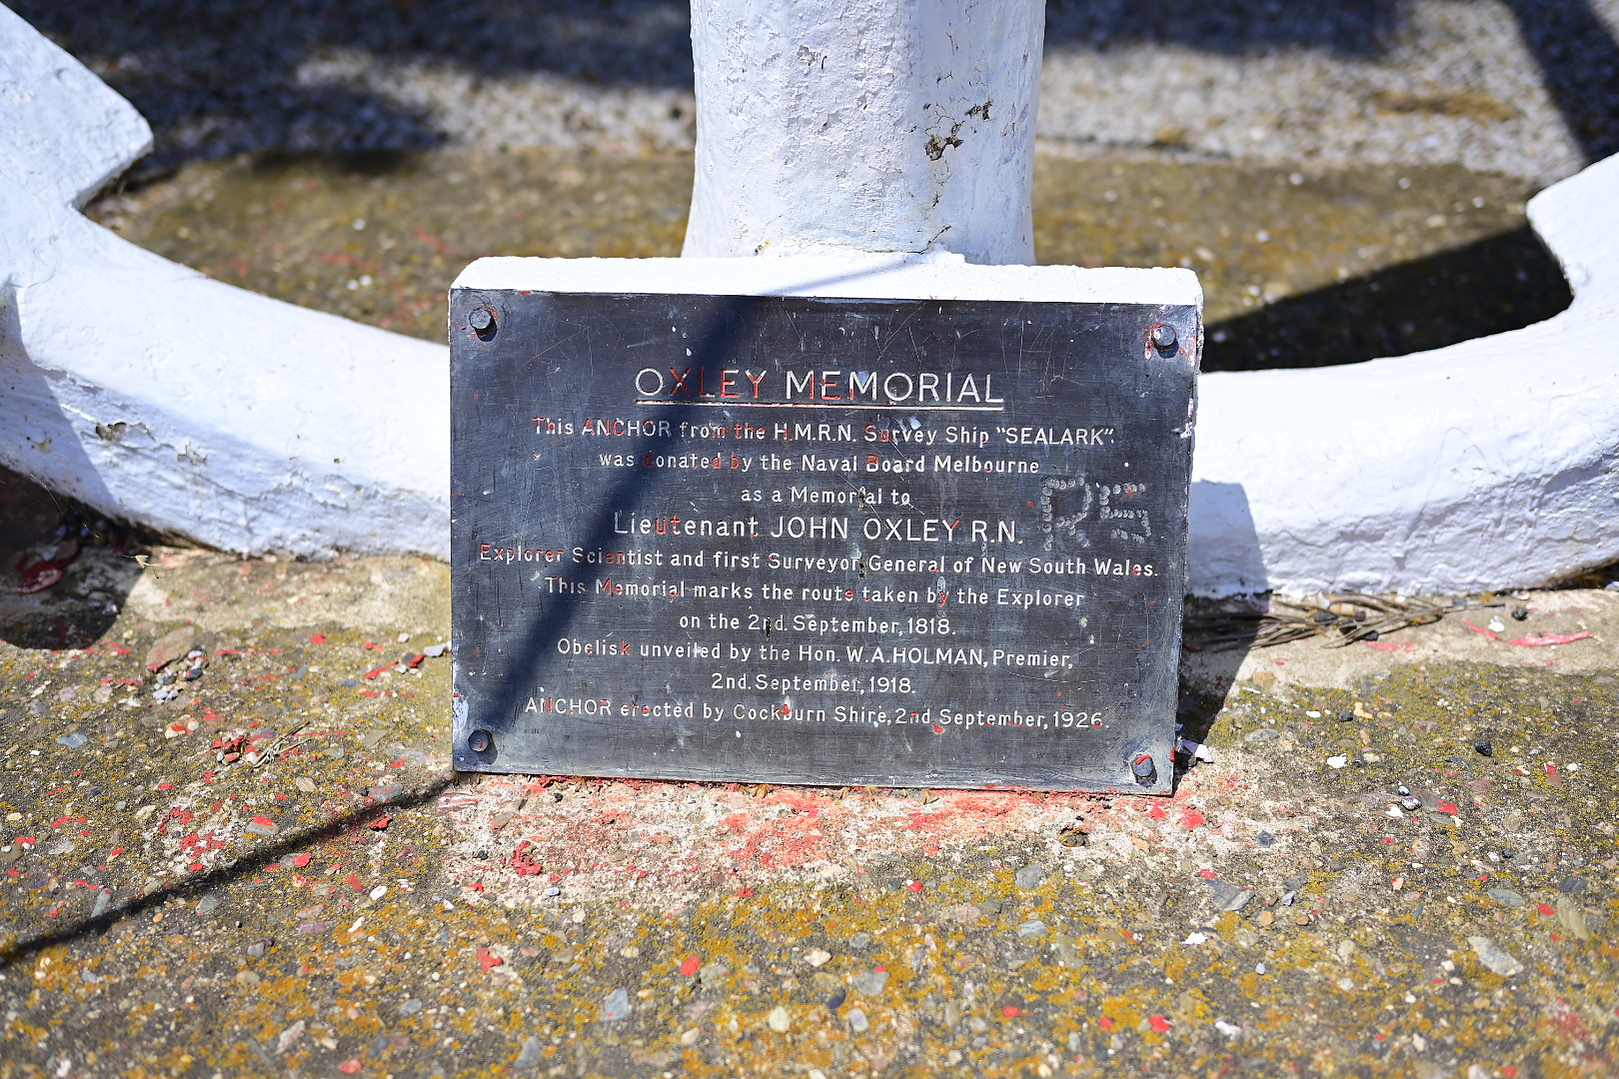 OXLEY MEMORIAL
This ANCHOR from the H.M.R.N. Survey Ship "SEALARK".
was donated by the Naval Board Melbourne
as a Memorial to
Lieutenant JOHN OXLEY R.N.
RE
Explorer Scientist and first Surveyor General of New South Wales.
This Memorial marks the route taken by the Explorer
on the 2nd. September, 1818.
Obelisk unveiled by the Hon. W.A. HOLMAN, Premier,
2nd. September, 1918.
ANCHOR erected by Cockburn Shire, 2nd September, 1926.